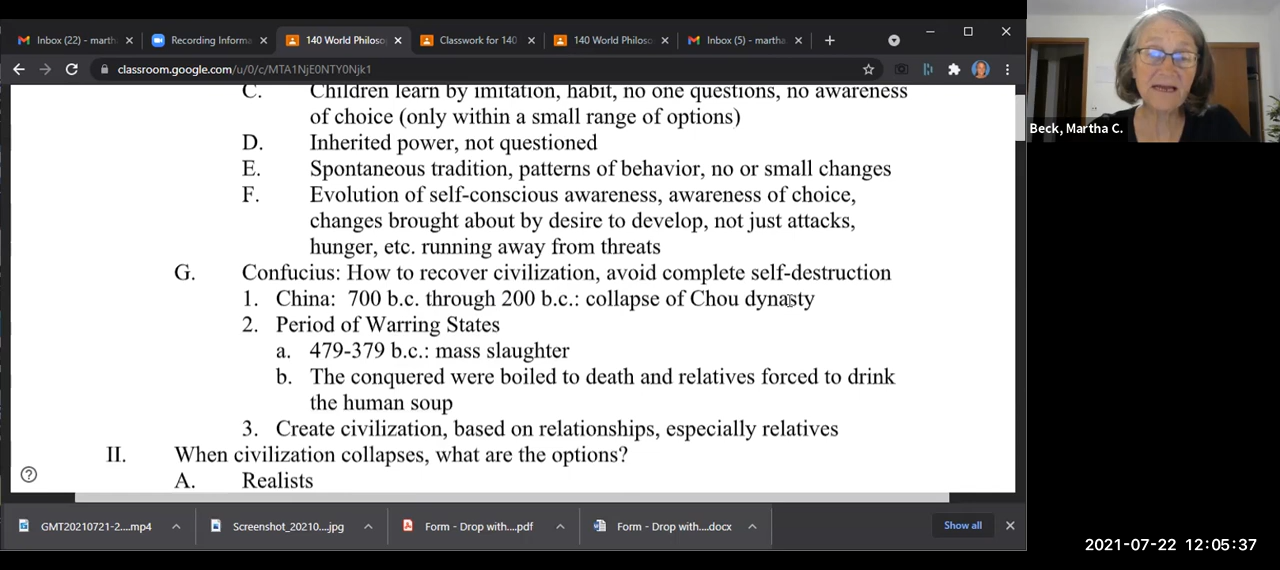 Inbox (22) - marth
Recording Informa
140 World Philoso
Classwork for 140
140 World Philoso
Inbox (5) - martha
classroom.google.com/u/0/c/MTA1NjE0NTY0Njk1
C. Children learn by imitation, habit, no one questions, no awareness
of choice (only within a small range of options)
D. Inherited power, not questioned
E. Spontaneous tradition, patterns of behavior, no or small changes
F. Evolution of self-conscious awareness, awareness of choice,
changes brought about by desire to develop, not just attacks,
hunger, etc. running away from threats
G. Confucius: How to recover civilization, avoid complete self-destruction
1. China: 700 b.c. through 200 b.c.: collapse of Chou dynasty
2. Period of Warring States
a. 479-379 b.c.: mass slaughter
b. The conquered were boiled to death and relatives forced to drink
the human soup
3. Create civilization, based on relationships, especially relatives
II. When civilization collapses, what are the options?
A. Realists
GMT20210721-2....mp4
Screenshot_20210....jpg
Form - Drop with....pdf
Form - Drop with....docx
Show all
Beck, Martha C.
2021-07-22 12:05:37